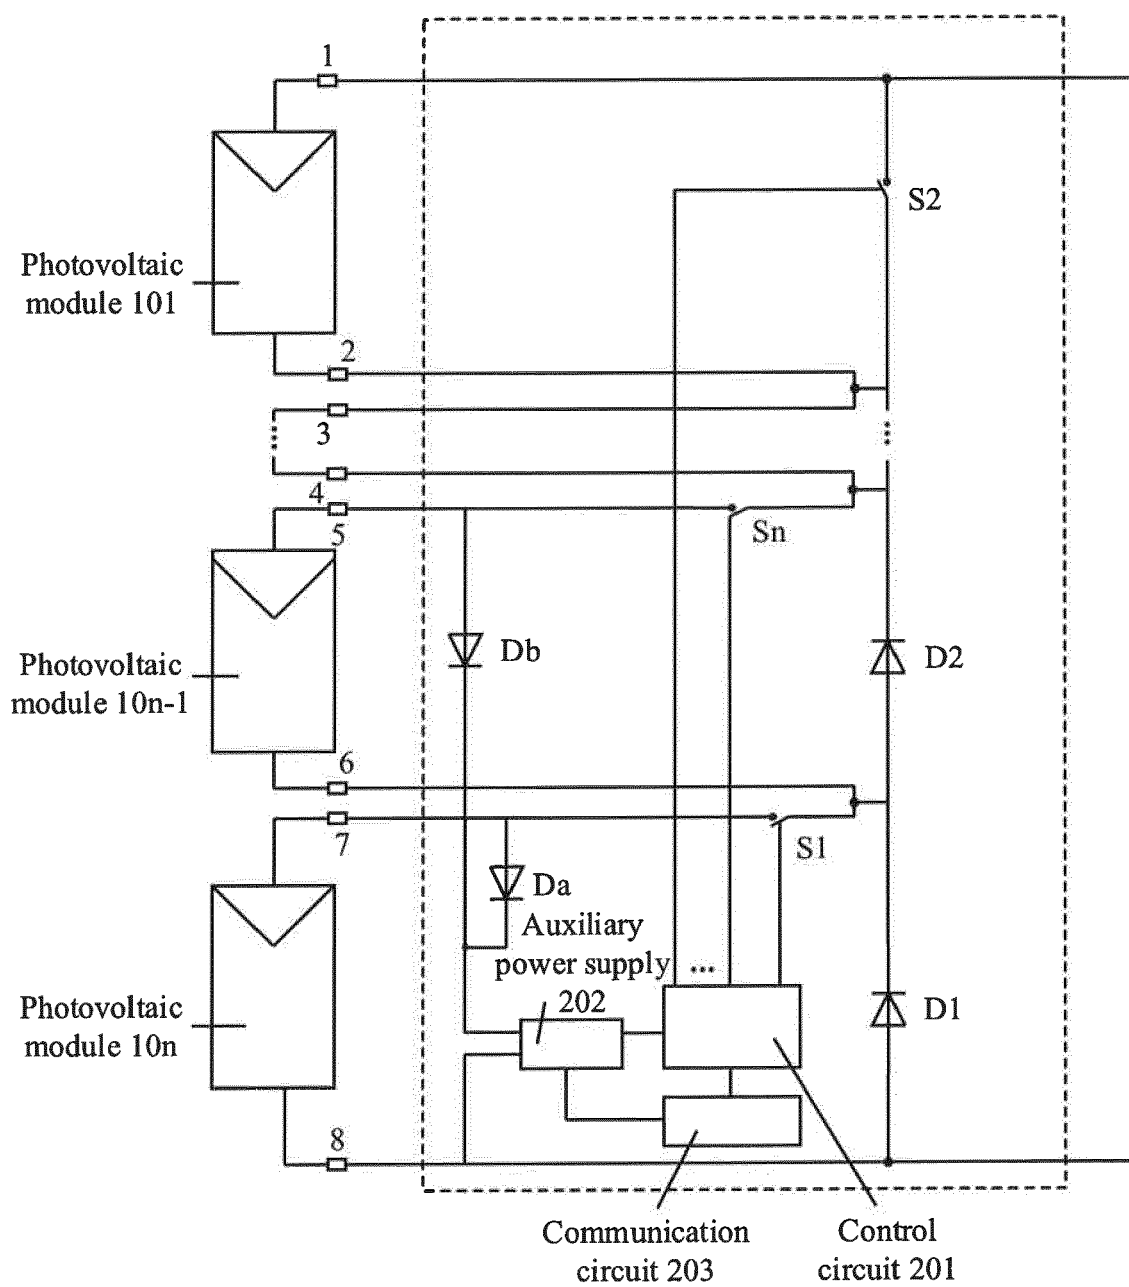 1
S2
Photovoltaic
module 101
2
3
...
...
4
5
Sn
Db
D2
Photovoltaic
module 10n-1
6
7
S1
Da
Auxiliary
power supply
202
...
D1
Photovoltaic
module 10n
8
Communication
circuit 203
Control
circuit 201